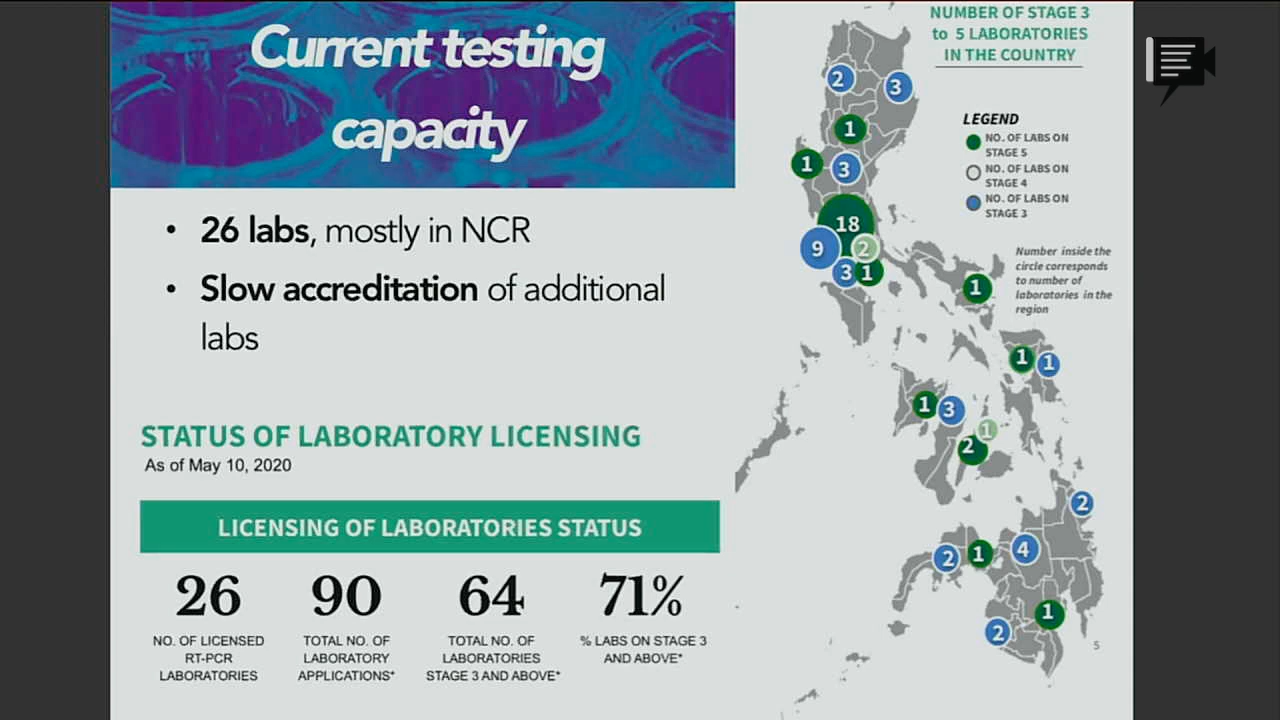 Current testing
capacity
• 26 labs, mostly in NCR
• Slow accreditation of additional
labs
STATUS OF LABORATORY LICENSING
As of May 10, 2020
LICENSING OF LABORATORIES STATUS
26
NO. OF LICENSED
RT-PCR
LABORATORIES
90
TOTAL NO. OF
LABORATORY
APPLICATIONS*
64
TOTAL NO. OF
LABORATORIES
STAGE 3 AND ABOVE*
71%
% LABS ON STAGE 3
AND ABOVE*
NUMBER OF STAGE 3
to 5 LABORATORIES
IN THE COUNTRY
LEGEND
NO. OF LABS ON
STAGE 5
NO. OF LABS ON
STAGE 4
NO. OF LABS ON
STAGE 3
Number inside the
circle corresponds
to number of
laboratories in the
region
2
3
1
1
3
18
9
2
3
1
1
1
1
1
3
1
2
2
2
1
4
1
2
5